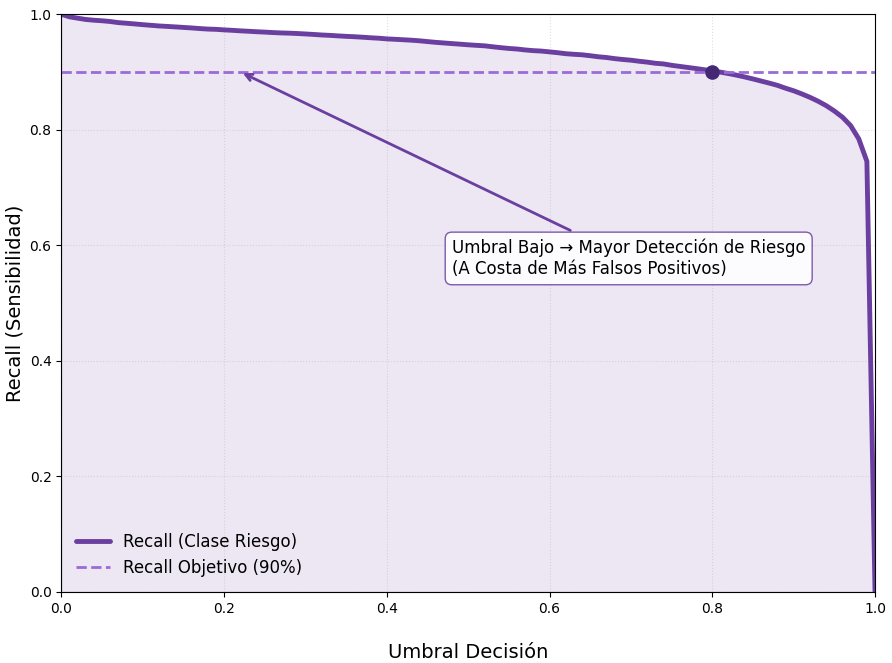 1.0
0.8
0.6
0.4
0.2
0.0
Recall (Sensibilidad)
Umbral Bajo → Mayor Detección de Riesgo
(A Costa de Más Falsos Positivos)
Recall (Clase Riesgo)
Recall Objetivo (90%)
0.0 0.2 0.4 0.6 0.8 1.0
Umbral Decisión